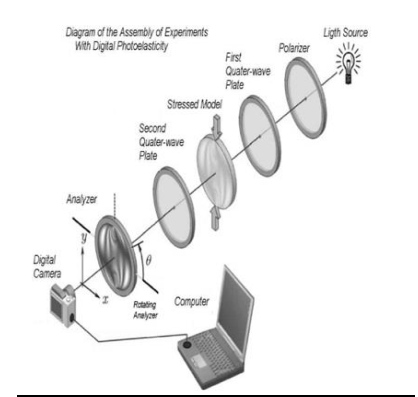 Diagram of the Assembly of Experiments
With Digital Photoelasticity
Ligth Source
Polarizer
First
Quater-wave
Plate
Stressed Model
Second
Quater-wave
Plate
Analyzer
y
θ
Digital
Camera
x
Rotating
Analyzer
Computer